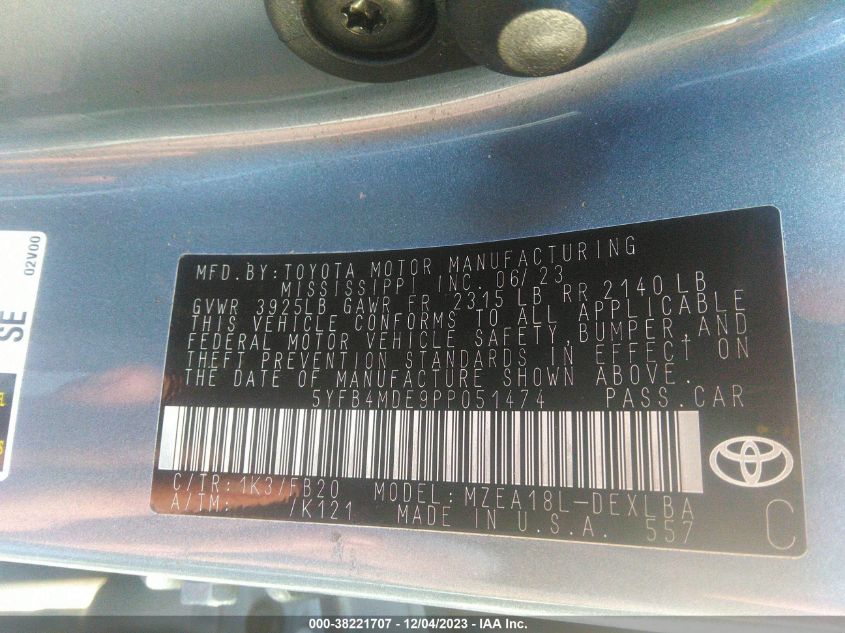 02V00
SE
MFD. BY: TOYOTA MOTOR MANUFACTURING
MISSISSIPPI INC. 06/23
GVWR 3925LB GAWR FR 2315 LB RR 2140 LB
THIS VEHICLE CONFORMS TO ALL APPLICABLE
FEDERAL MOTOR VEHICLE SAFETY, BUMPER, AND
THEFT PREVENTION STANDARDS IN EFFECT ON
THE DATE OF MANUFACTURE SHOWN ABOVE.
5YFB4MDE9PP051474 PASS. CAR
C/TR: 1K3/FB20 MODEL: MZEA18L-DEXLBA
A/TM: /K121 MADE IN U.S.A. 557
C
000-38221707 - 12/04/2023 - IAA Inc.